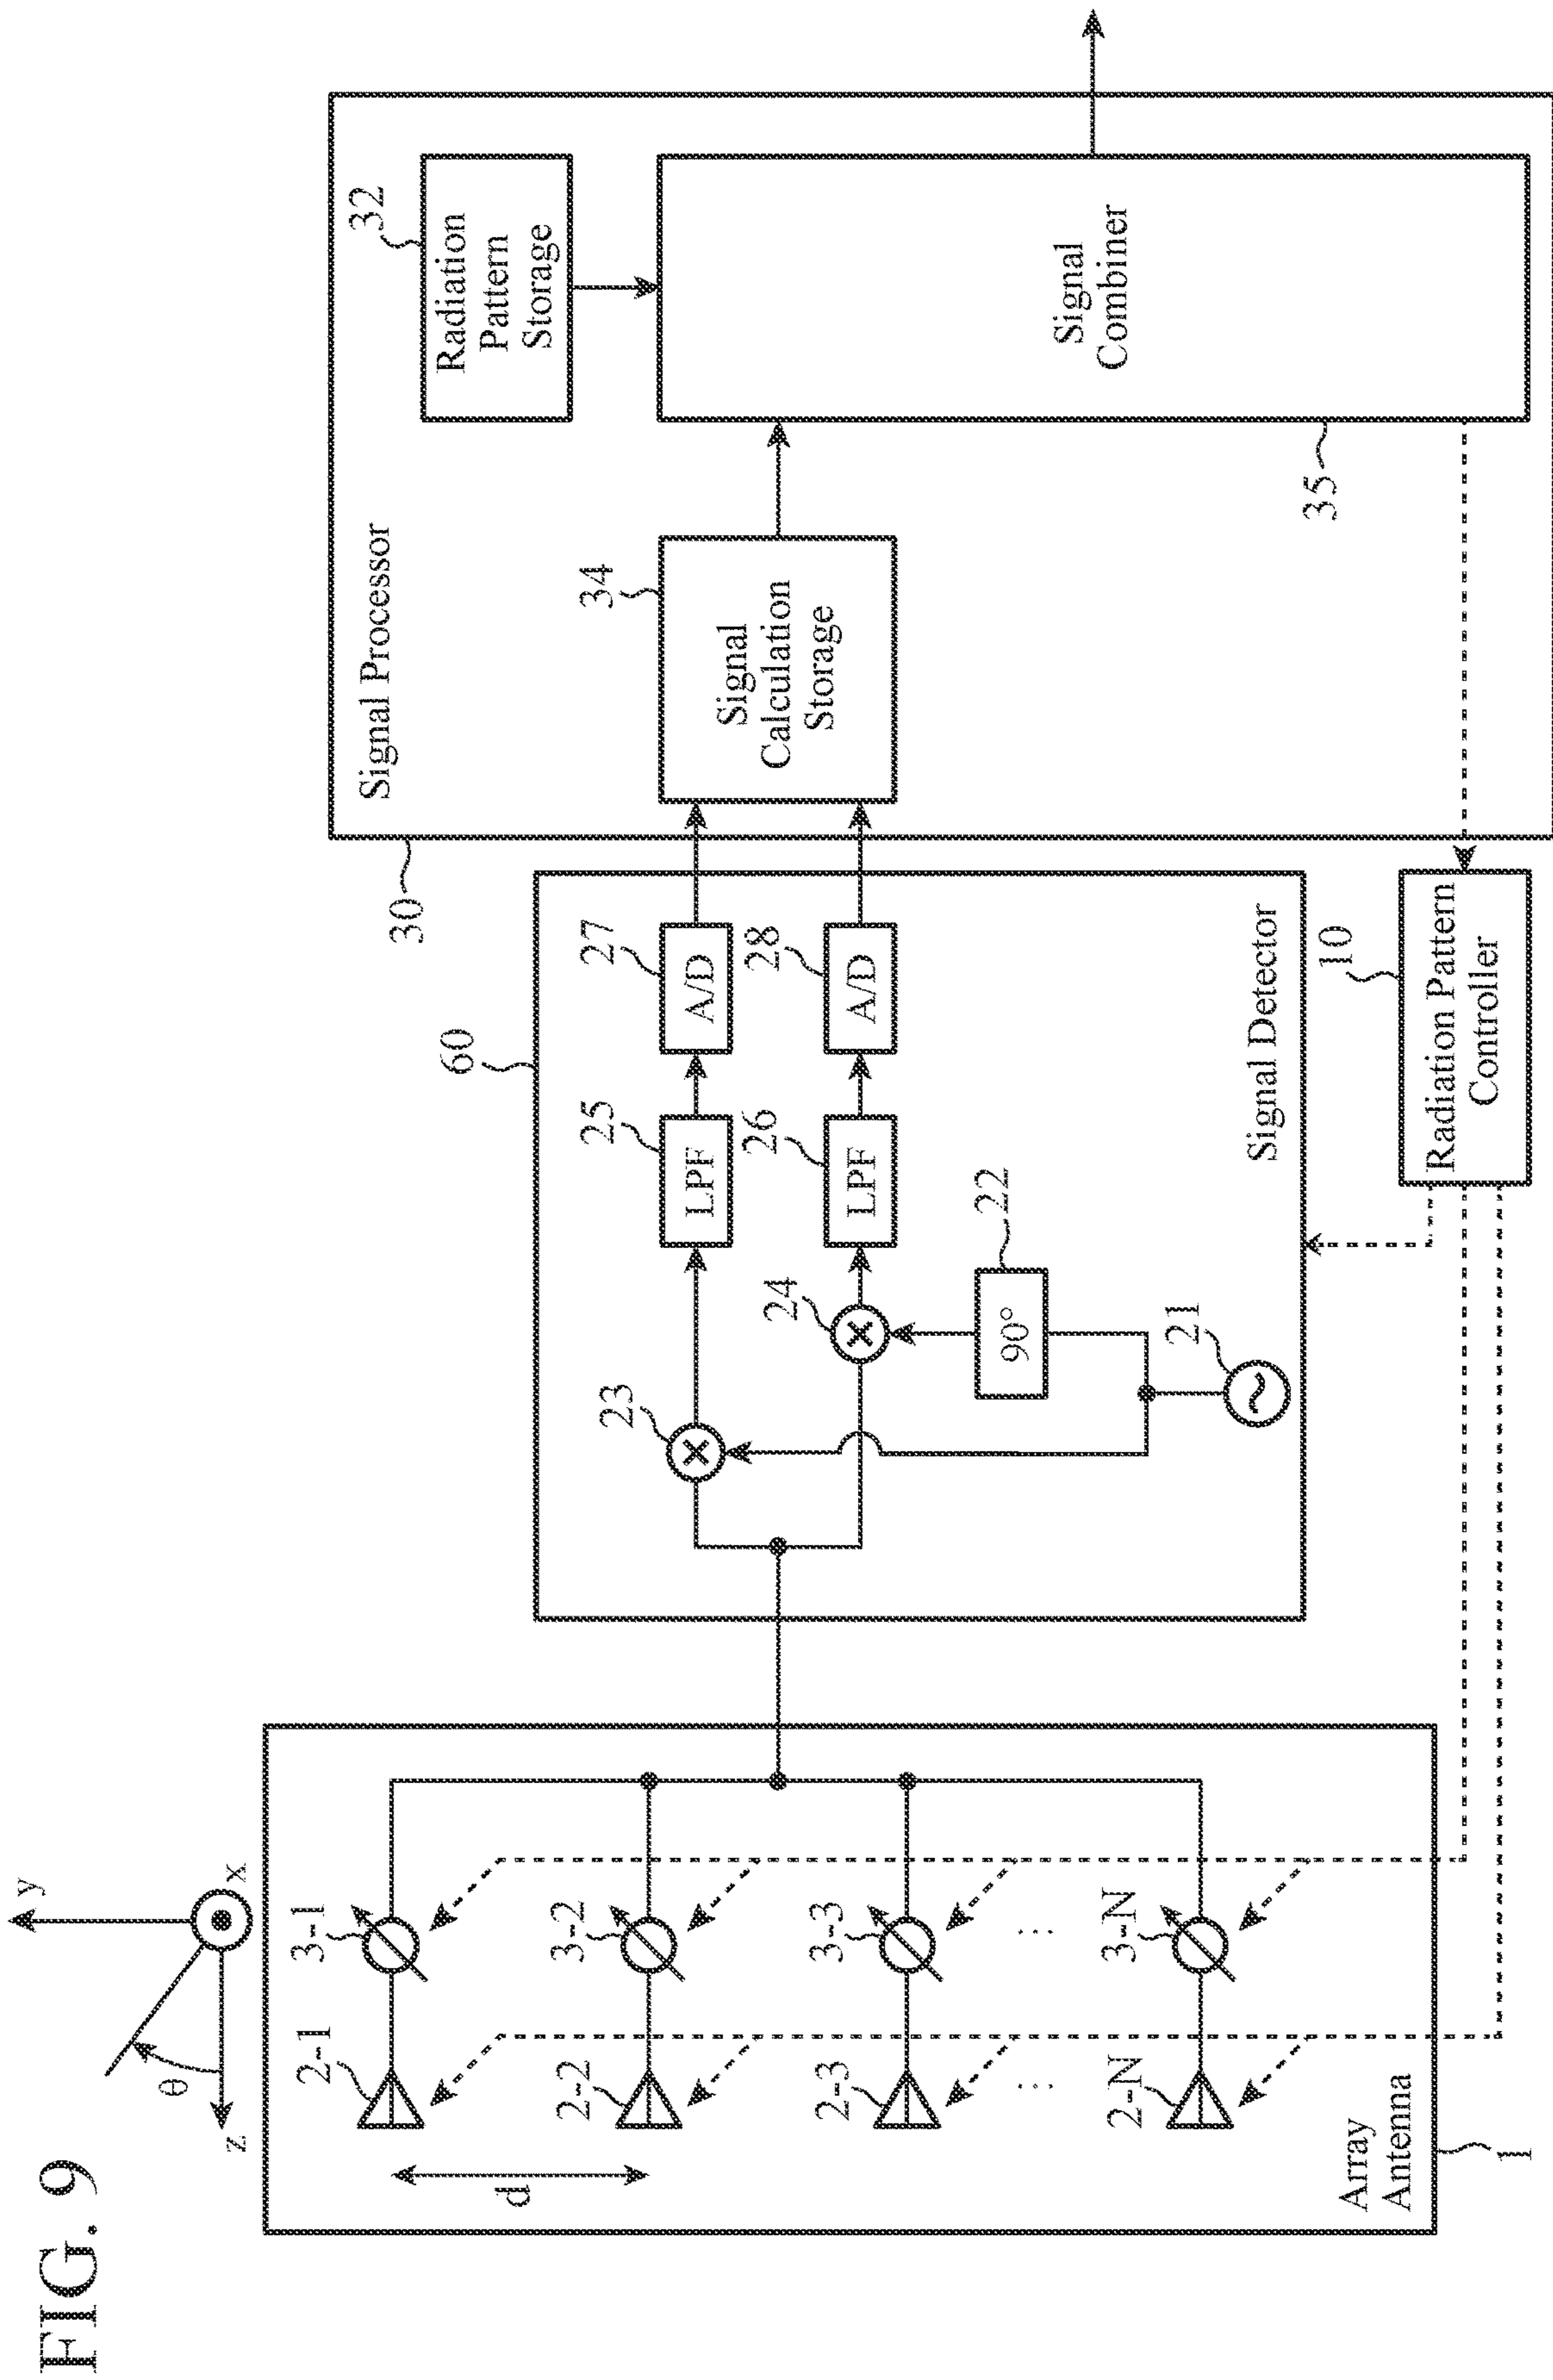 FIG. 9
y
x
z
θ
d
2-1
3-1
2-2
3-2
2-3
3-3
⋮
⋮
2-N
3-N
Array
Antenna
1
60
23
24
25
LPF
26
LPF
27
A/D
28
A/D
22
90°
21
~
Signal Detector
30
Signal Processor
34
Signal
Calculation
Storage
32
Radiation
Pattern
Storage
Signal
Combiner
35
10
Radiation Pattern
Controller